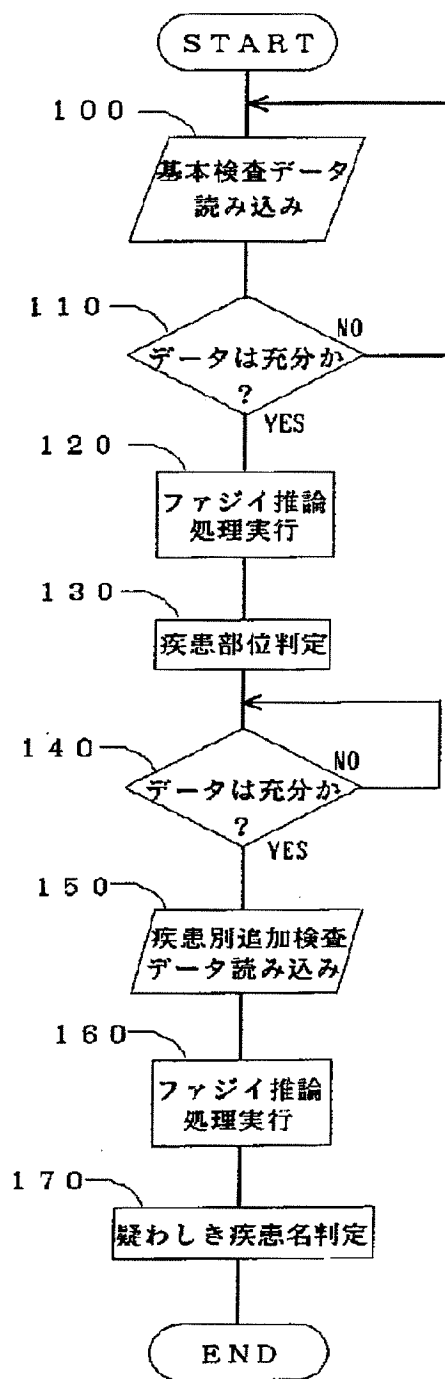 START
100
基本検査データ
読み込み
110
NO
データは充分か
?
YES
120
ファジイ推論
処理実行
130
疾患部位判定
140
NO
データは充分か
?
YES
150
疾患別追加検査
データ読み込み
160
ファジイ推論
処理実行
170
疑わしき疾患名判定
END